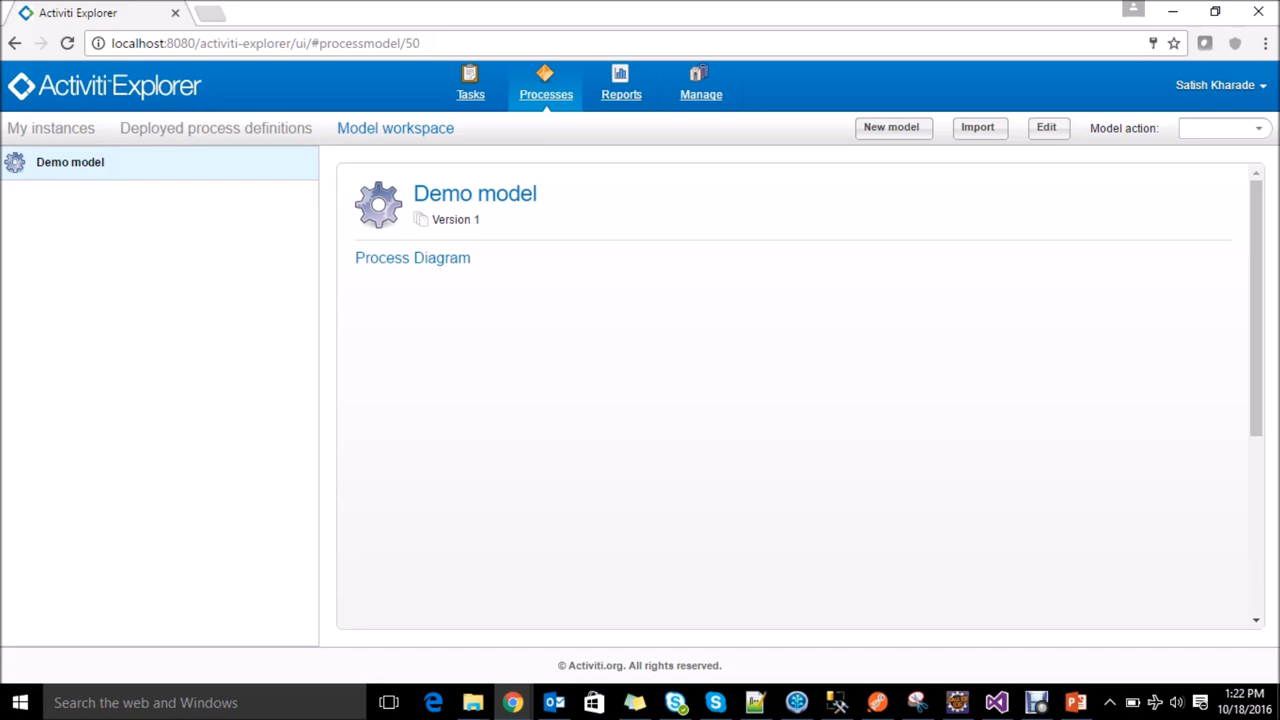 Activiti Explorer
localhost:8080/activiti-explorer/ui/#processmodel/50
Activiti Explorer
Tasks
Processes
Reports
Manage
Satish Kharade
My instances
Deployed process definitions
Model workspace
New model
Import
Edit
Model action:
Demo model
Demo model
Version 1
Process Diagram
© Activiti.org. All rights reserved.
Search the web and Windows
1:22 PM
10/18/2016